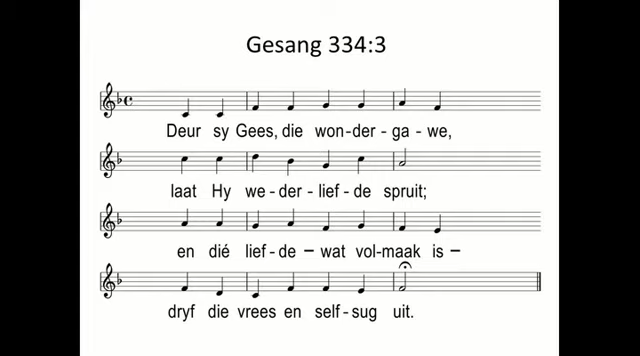 Gesang 334:3
Deur sy Gees, die won-der-ga-we,
laat Hy we-der-lief-de spruit;
en dié lief-de – wat vol-maak is –
dryf die vrees en self-sug uit.